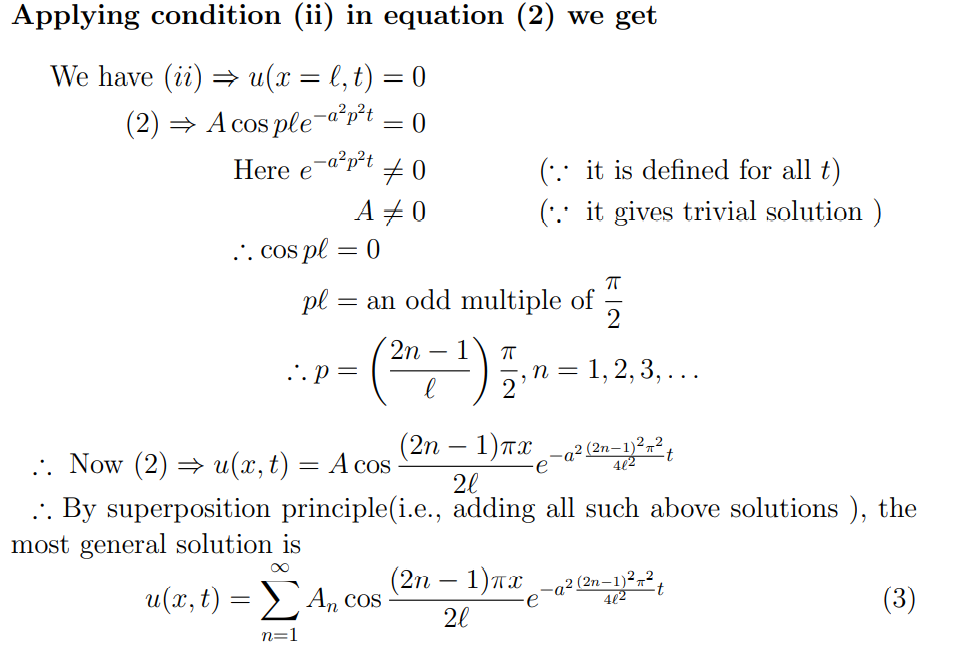 Applying condition (ii) in equation (2) we get
We have (ii) ⇒ u(x = ℓ, t) = 0
(2) ⇒ A cos pℓe^{−a²p²t} = 0
Here e^{−a²p²t} ≠ 0 (∵ it is defined for all t)
A ≠ 0 (∵ it gives trivial solution )
∴ cos pℓ = 0
pℓ = an odd multiple of π/2
∴ p = ((2n − 1)/ℓ) π/2, n = 1, 2, 3, . . .
∴ Now (2) ⇒ u(x, t) = A cos (2n − 1)πx/2ℓ e^{−a² (2n−1)²π²/4ℓ² t}
∴ By superposition principle(i.e., adding all such above solutions ), the
most general solution is
u(x, t) = ∑_{n=1}^{∞} A_n cos (2n − 1)πx/2ℓ e^{−a² (2n−1)²π²/4ℓ² t} (3)